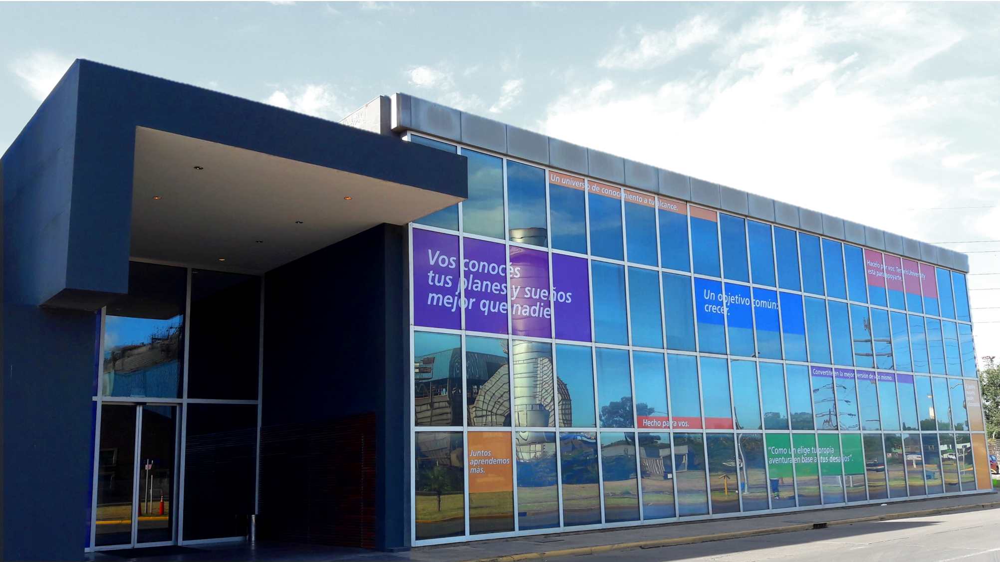 Un universo de conocimiento a tu alcance.
Vos conocés
tus planes y sueños
mejor que nadie
Un objetivo común:
crecer.
Hacelo por vos. TernarisUniversity
está para apoyarte.
Convertite en la mejor versión de vos mismo.
Hecho para vos.
Juntos
aprendemos
más.
"Como un elige tu propia
aventura en base a tus desafíos".